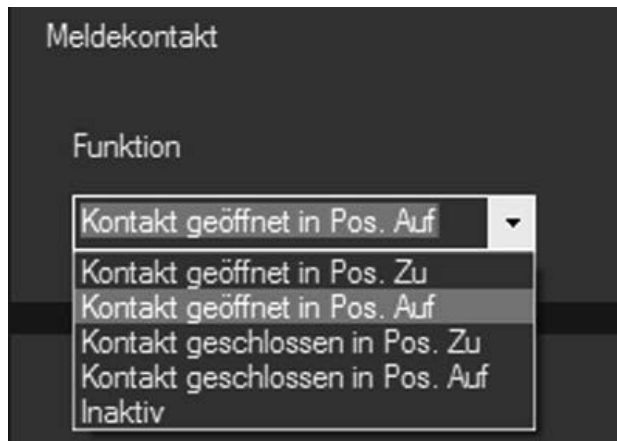 Meldekontakt
Funktion
Kontakt geöffnet in Pos. Auf
Kontakt geöffnet in Pos. Zu
Kontakt geöffnet in Pos. Auf
Kontakt geschlossen in Pos. Zu
Kontakt geschlossen in Pos. Auf
Inaktiv